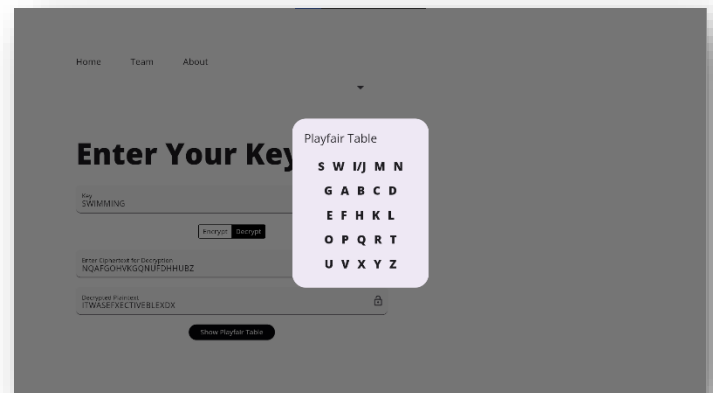 Home Team About
Enter Your Key
Key
SWIMMING
Encrypt Decrypt
Enter Ciphertext for Decryption
NQAFGOHVKGQNUFDHHUBZ
Decrypted Plaintext
ITWASEFXECTIVEBLEXDX
Show Playfair Table
Playfair Table
S W I/J M N
G A B C D
E F H K L
O P Q R T
U V X Y Z